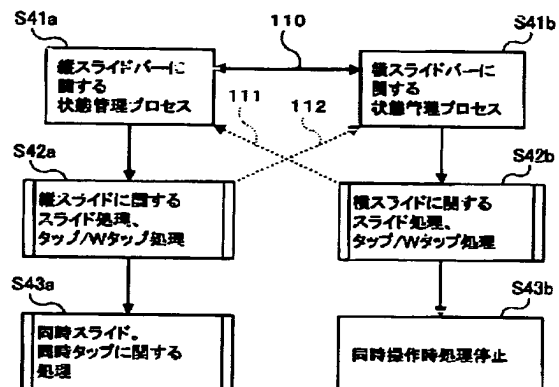 S41a
110
S41b
縦スライドバーに
関する
状態管理プロセス
横スライドバーに
関する
状態管理プロセス
111
112
S42a
S42b
縦スライドに関する
スライド処理、
タップ/Wタップ処理
横スライドに関する
スライド処理、
タップ/Wタップ処理
S43a
S43b
同時スライド、
同時タップに関する
処理
同時操作時処理停止